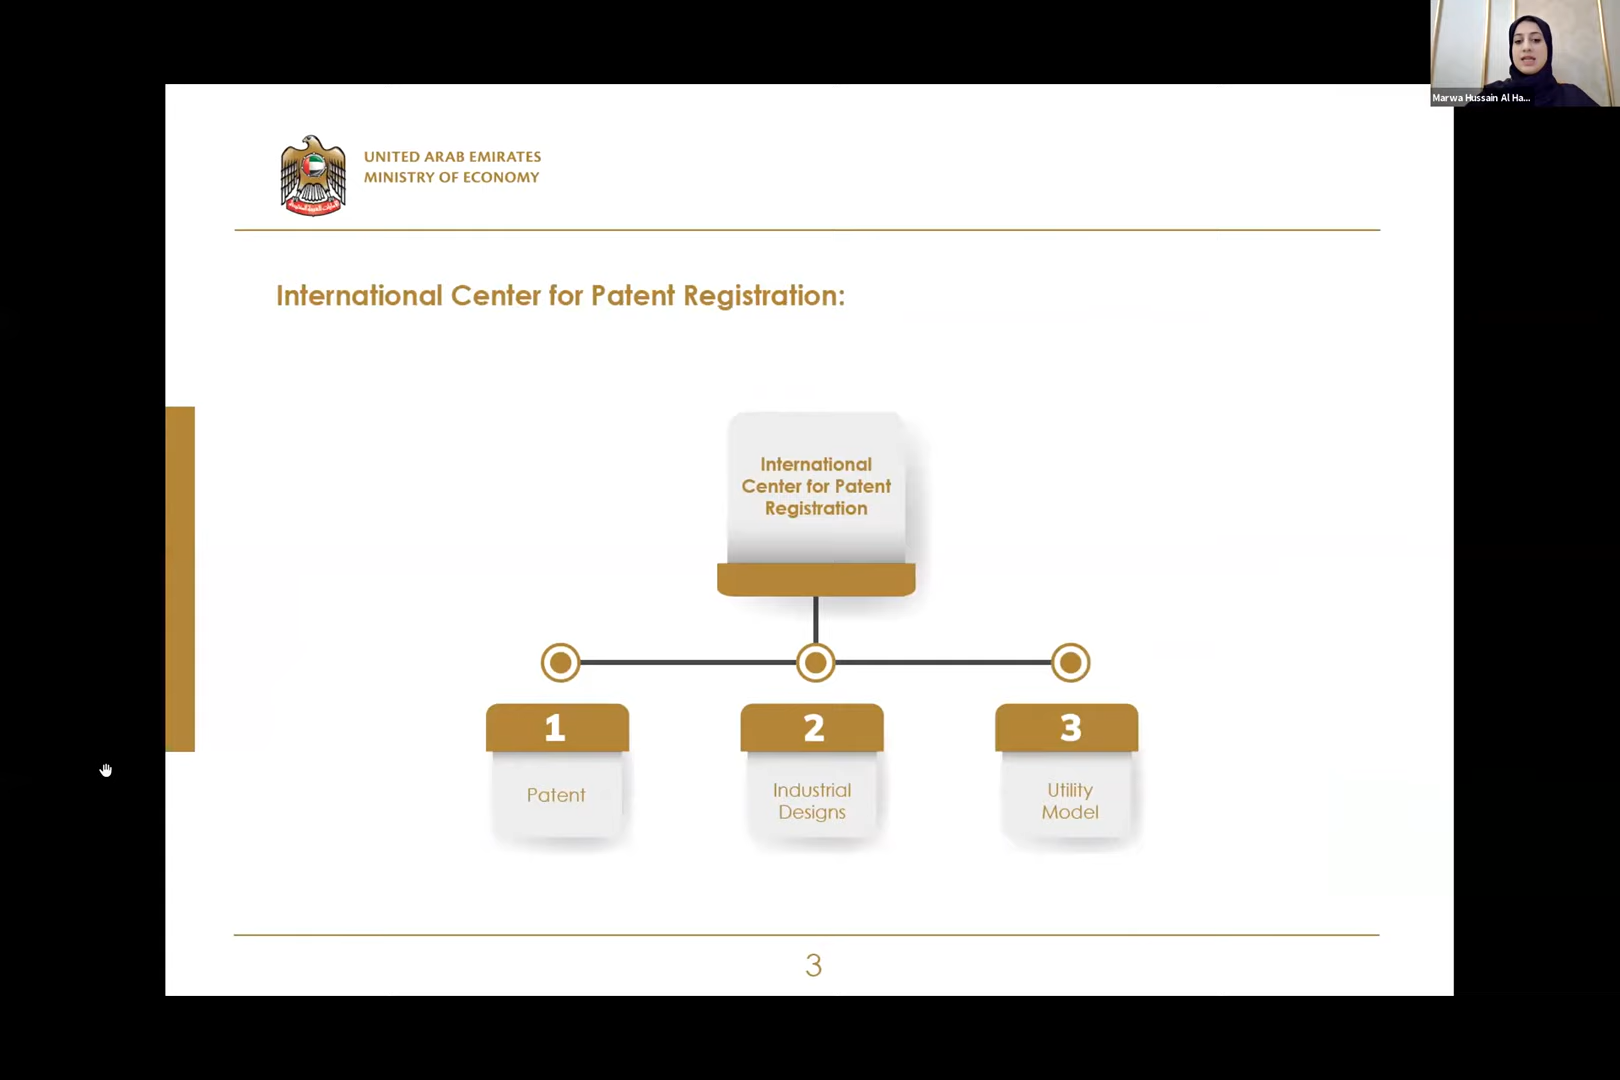 Marwa Hussain Al Ha...
UNITED ARAB EMIRATES
MINISTRY OF ECONOMY
International Center for Patent Registration:
International
Center for Patent
Registration
1
2
3
Patent
Industrial
Designs
Utility
Model
3